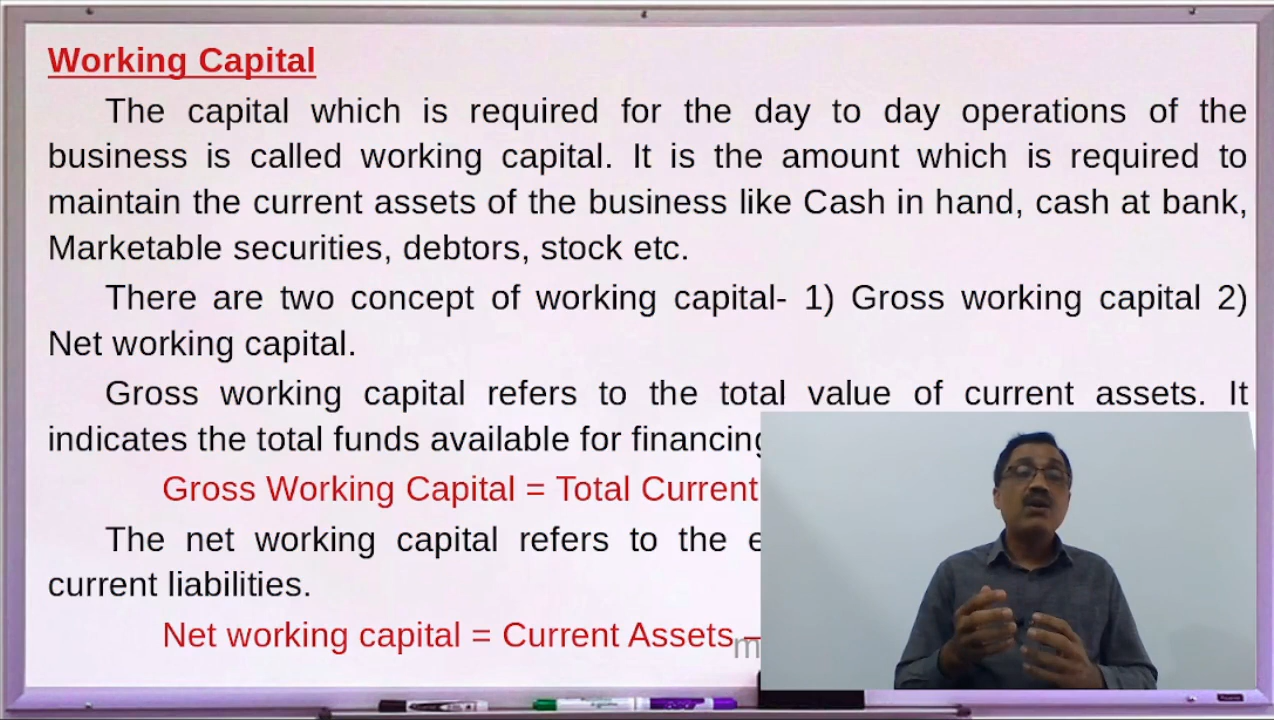 Working Capital
The capital which is required for the day to day operations of the
business is called working capital. It is the amount which is required to
maintain the current assets of the business like Cash in hand, cash at bank,
Marketable securities, debtors, stock etc.
There are two concept of working capital- 1) Gross working capital 2)
Net working capital.
Gross working capital refers to the total value of current assets. It
indicates the total funds available for financing
Gross Working Capital = Total Current
The net working capital refers to the
current liabilities.
Net working capital = Current Assets –